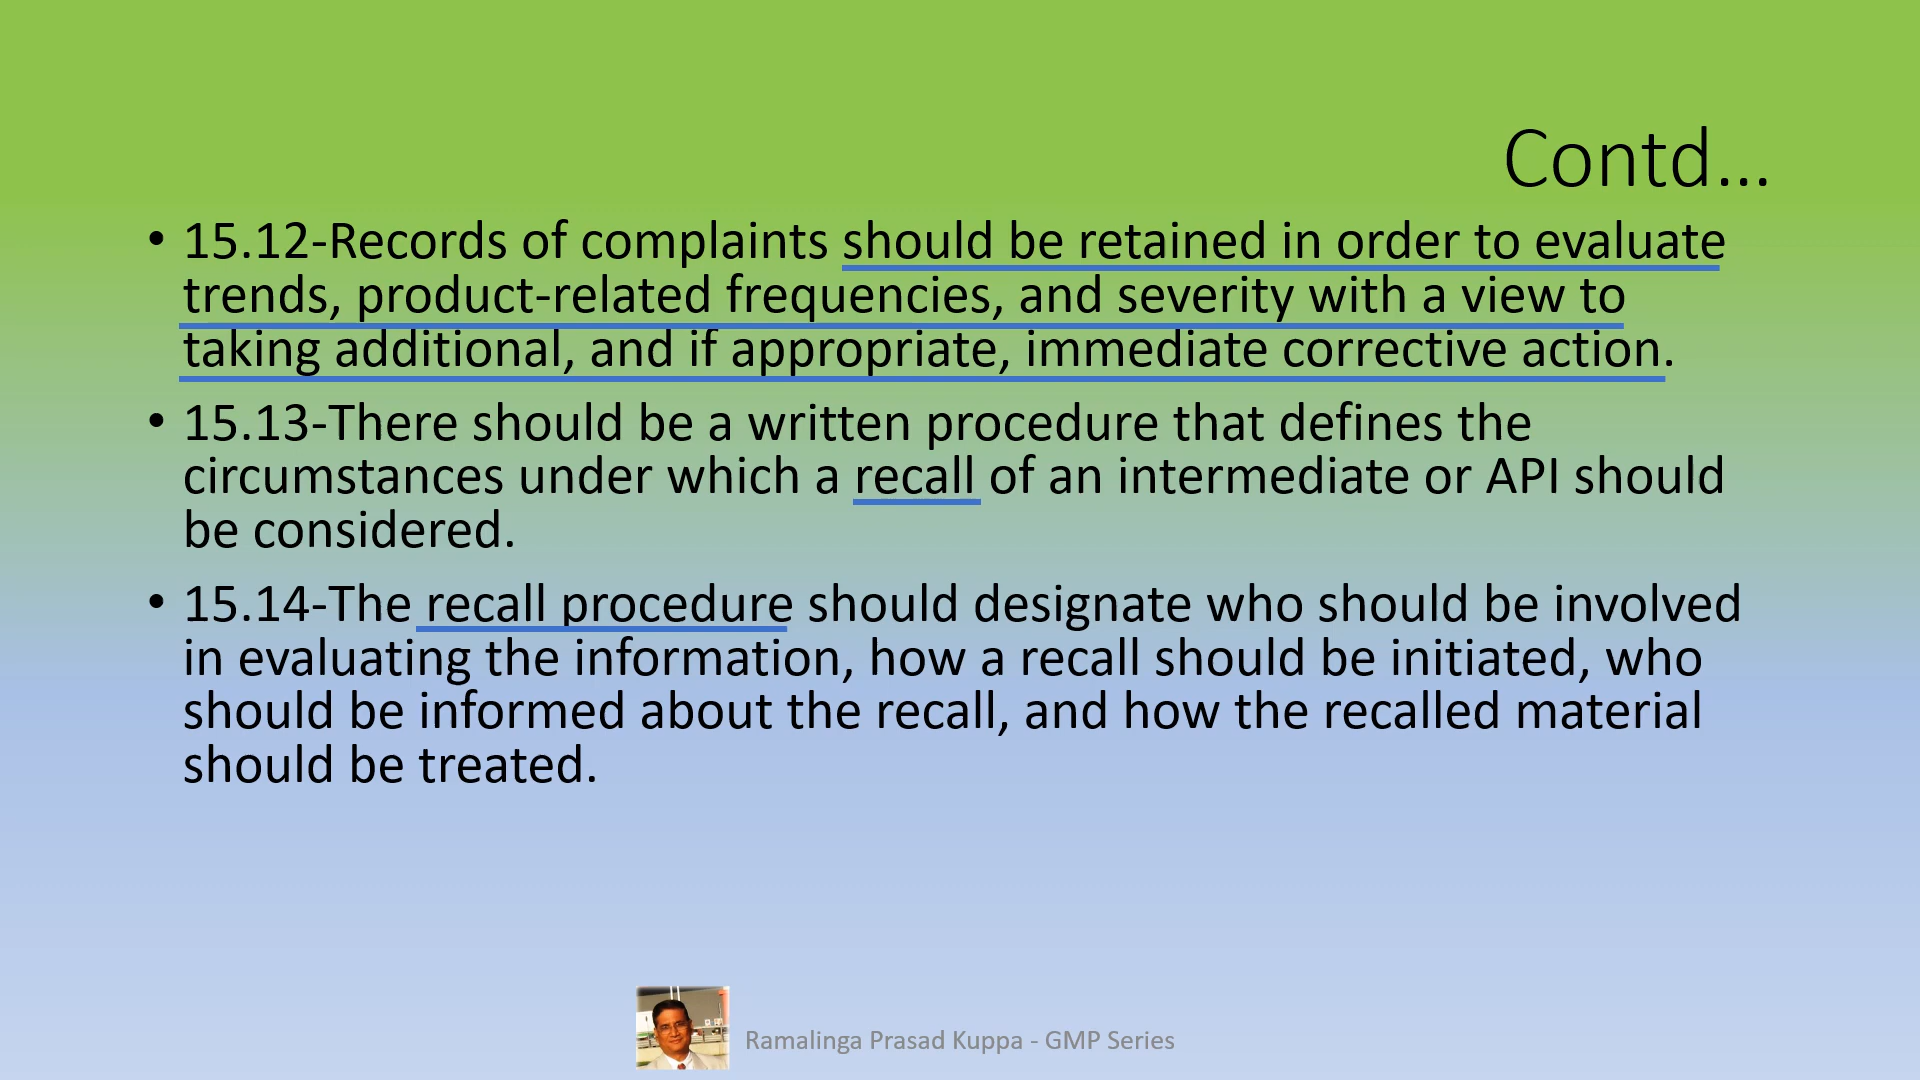 Contd...
• 15.12-Records of complaints should be retained in order to evaluate
trends, product-related frequencies, and severity with a view to
taking additional, and if appropriate, immediate corrective action.
• 15.13-There should be a written procedure that defines the
circumstances under which a recall of an intermediate or API should
be considered.
• 15.14-The recall procedure should designate who should be involved
in evaluating the information, how a recall should be initiated, who
should be informed about the recall, and how the recalled material
should be treated.
Ramalinga Prasad Kuppa - GMP Series